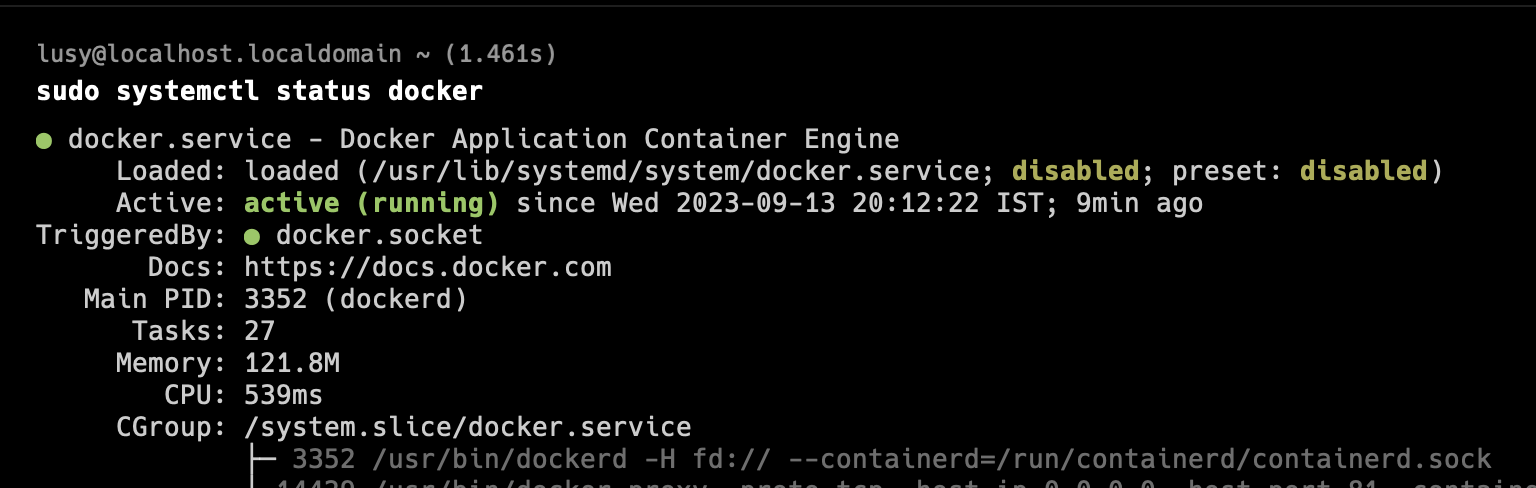 lusy@localhost.localdomain ~ (1.461s)
sudo systemctl status docker
● docker.service - Docker Application Container Engine
Loaded: loaded (/usr/lib/systemd/system/docker.service; disabled; preset: disabled)
Active: active (running) since Wed 2023-09-13 20:12:22 IST; 9min ago
TriggeredBy: ● docker.socket
Docs: https://docs.docker.com
Main PID: 3352 (dockerd)
Tasks: 27
Memory: 121.8M
CPU: 539ms
CGroup: /system.slice/docker.service
├─ 3352 /usr/bin/dockerd -H fd:// --containerd=/run/containerd/containerd.sock